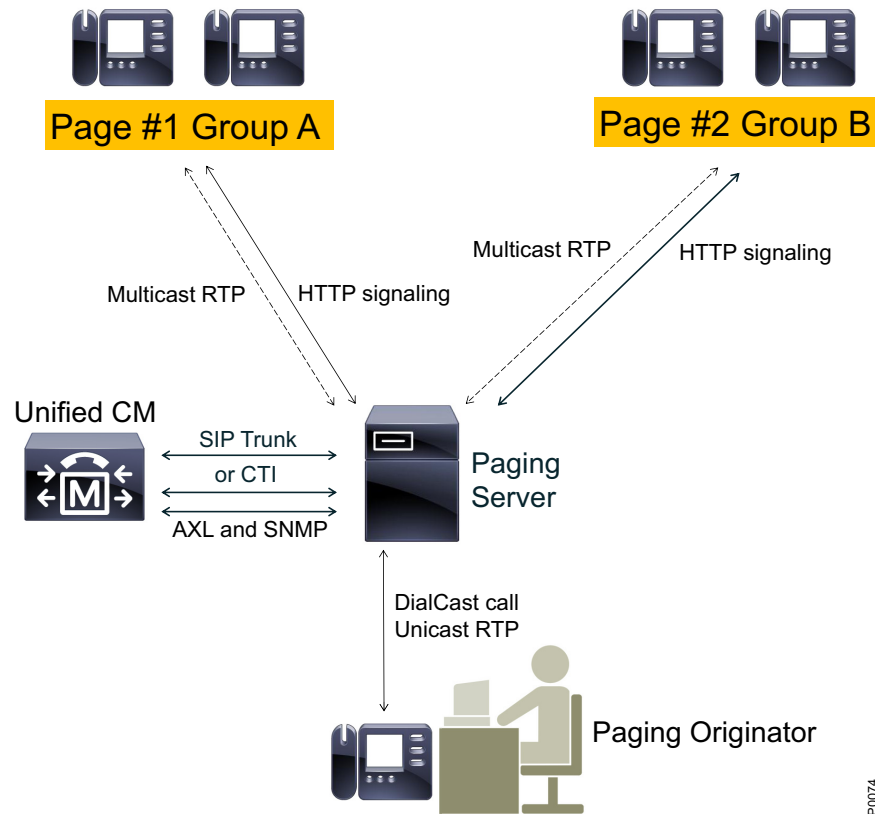 Page #1 Group A
Page #2 Group B
Multicast RTP
HTTP signaling
Multicast RTP
HTTP signaling
Unified CM
SIP Trunk
or CTI
AXL and SNMP
M
Paging
Server
DialCast call
Unicast RTP
Paging Originator
P0074